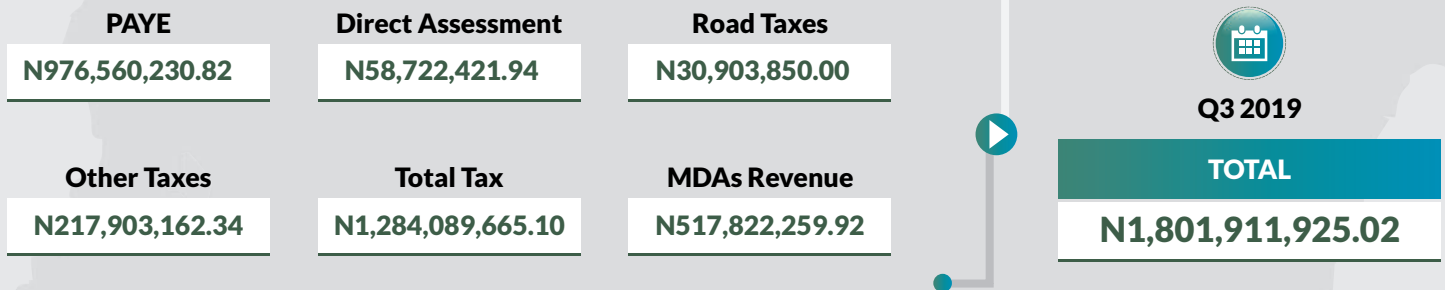 PAYE
N976,560,230.82
Direct Assessment
N58,722,421.94
Road Taxes
N30,903,850.00
Other Taxes
N217,903,162.34
Total Tax
N1,284,089,665.10
MDAs Revenue
N517,822,259.92
Q3 2019
TOTAL
N1,801,911,925.02